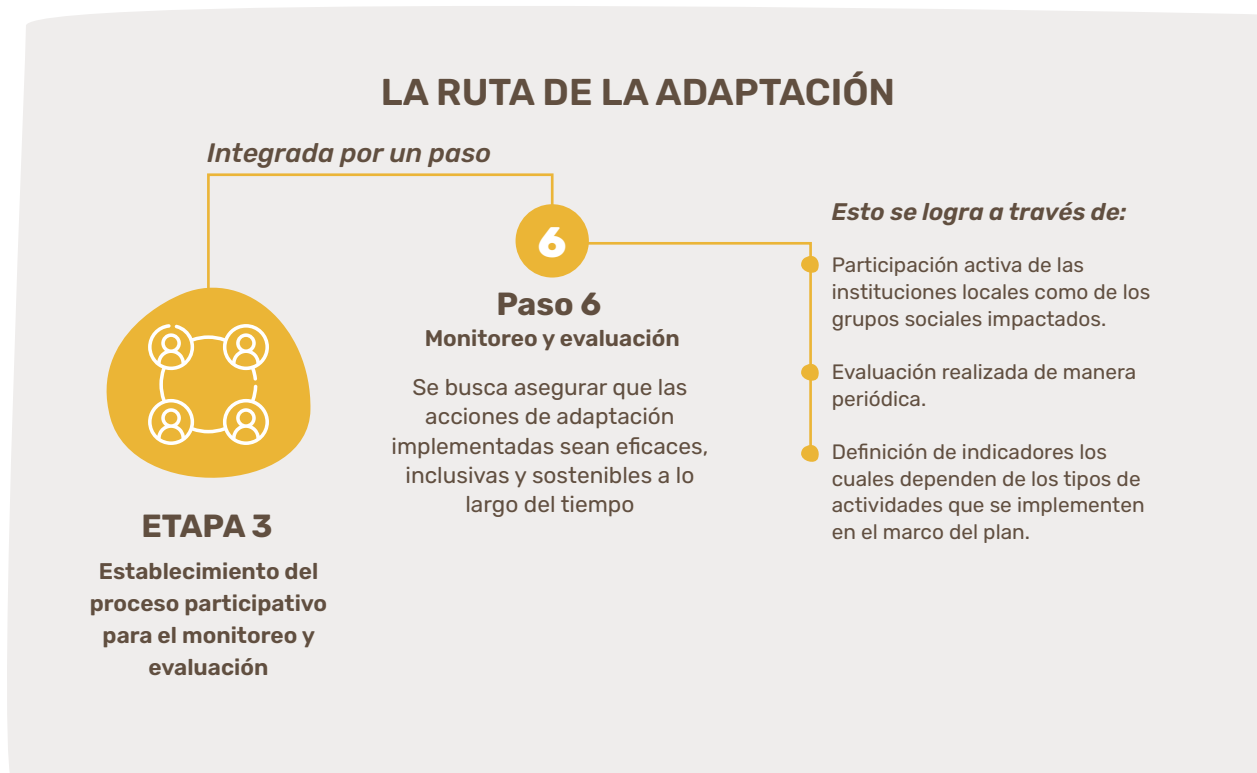 LA RUTA DE LA ADAPTACIÓN
Integrada por un paso
6
Paso 6
Monitoreo y evaluación
Se busca asegurar que las
acciones de adaptación
implementadas sean eficaces,
inclusivas y sostenibles a lo
largo del tiempo
Esto se logra a través de:
Participación activa de las
instituciones locales como de los
grupos sociales impactados.
Evaluación realizada de manera
periódica.
Definición de indicadores los
cuales dependen de los tipos de
actividades que se implementen
en el marco del plan.
ETAPA 3
Establecimiento del
proceso participativo
para el monitoreo y
evaluación